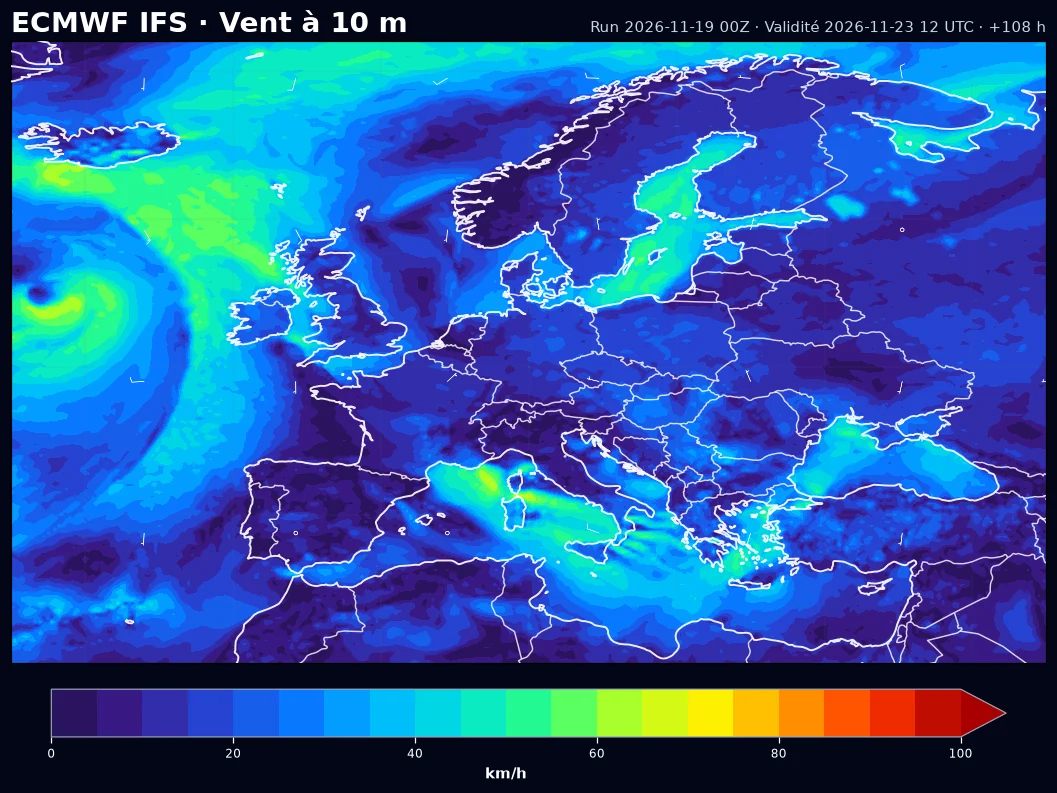 ECMWF IFS · Vent à 10 m
Run 2026-11-19 00Z · Validité 2026-11-23 12 UTC · +108 h
0 20 40 60 80 100
km/h